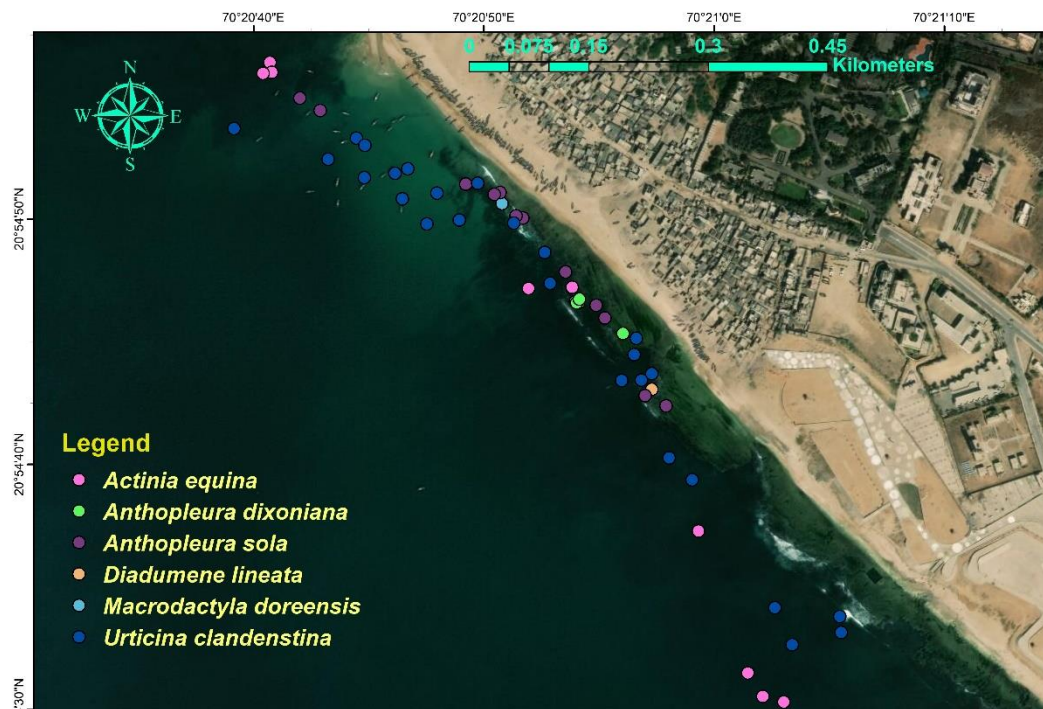 70°20'40"E 70°20'50"E 70°21'0"E 70°21'10"E
0 0.075 0.15 0.3 0.45
Kilometers
N
W E
S
20°54'50"N
20°54'40"N
20°54'30"N
Legend
Actinia equina
Anthopleura dixoniana
Anthopleura sola
Diadumene lineata
Macrodactyla doreensis
Urticina clandenstina